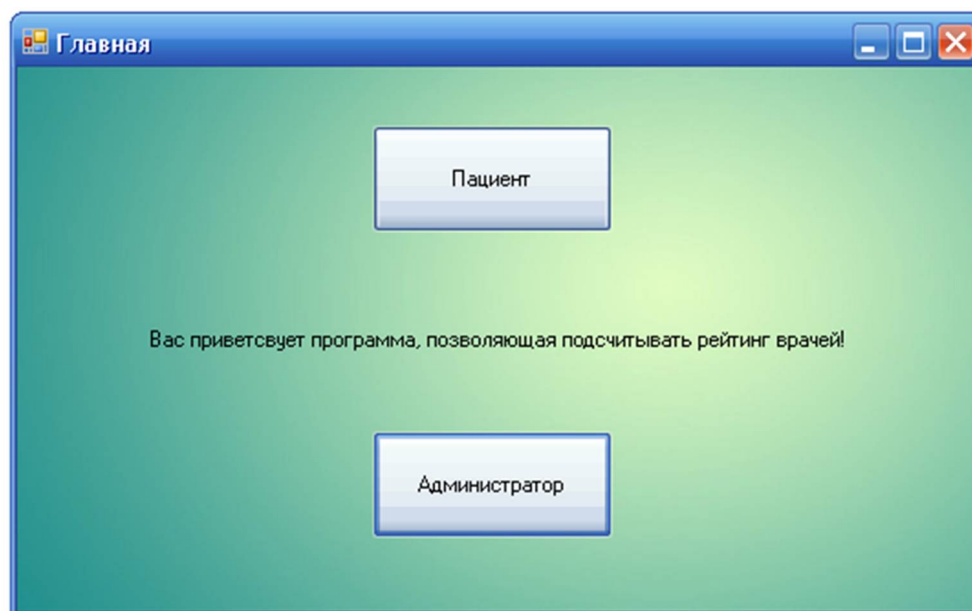 Главная
Пациент
Вас приветсвует программа, позволяющая подсчитывать рейтинг врачей!
Администратор